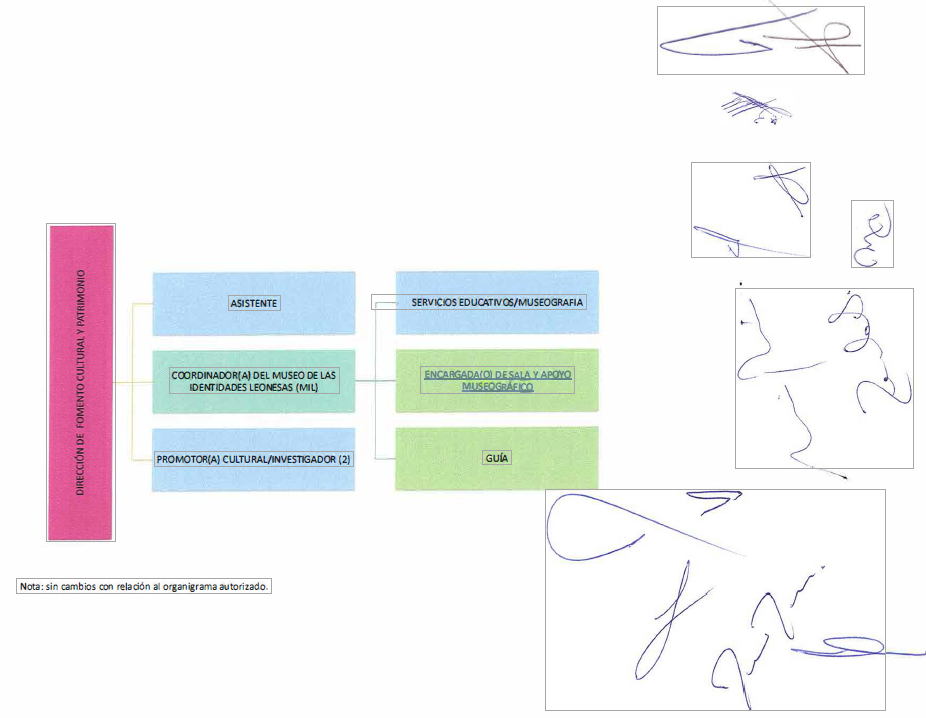 DIRECCIÓN DE FOMENTO CULTURAL Y PATRIMONIO
ASISTENTE
COORDINADOR(A) DEL MUSEO DE LAS
IDENTIDADES LEONESAS (MIL)
PROMOTOR(A) CULTURAL/INVESTIGADOR (2)
SERVICIOS EDUCATIVOS/MUSEOGRAFIA
ENCARGADA(O) DE SALA Y APOYO
MUSEOGRÁFICO
GUÍA
Nota: sin cambios con relación al organigrama autorizado.